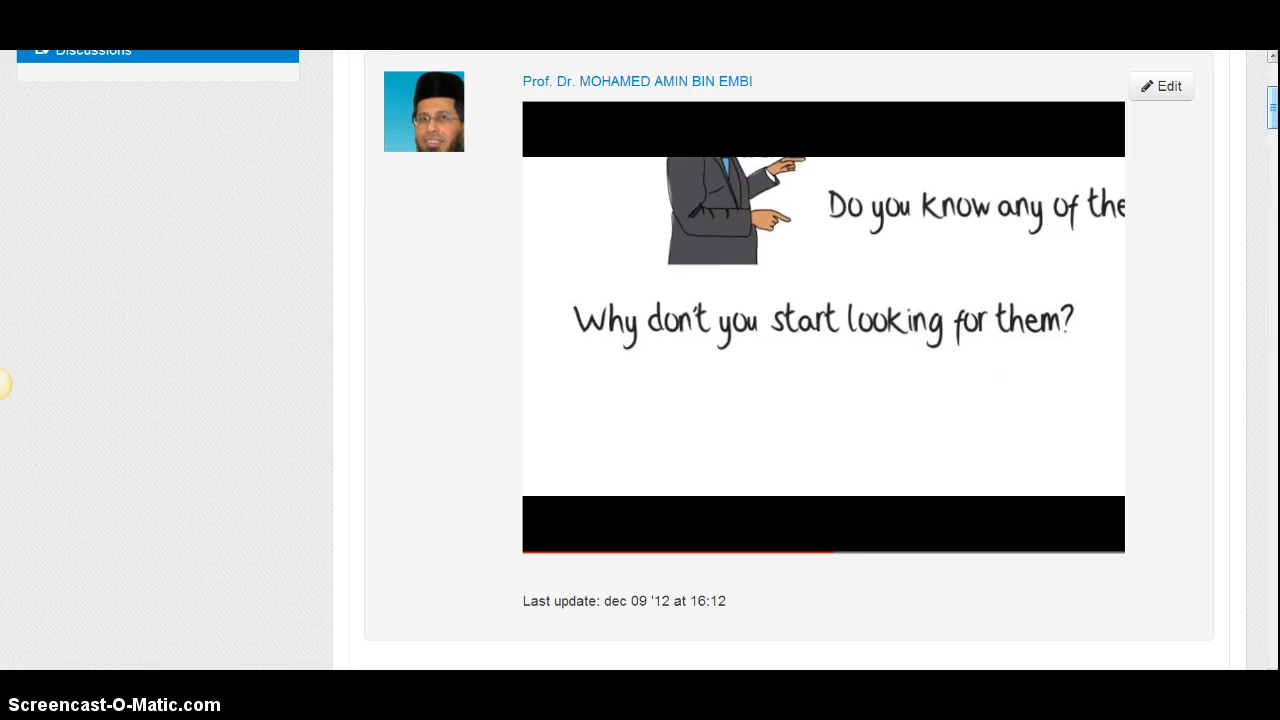 Discussions
Prof. Dr. MOHAMED AMIN BIN EMBI
Edit
Do you know any of the
Why don't you start looking for them?
Last update: dec 09 '12 at 16:12
Screencast-O-Matic.com